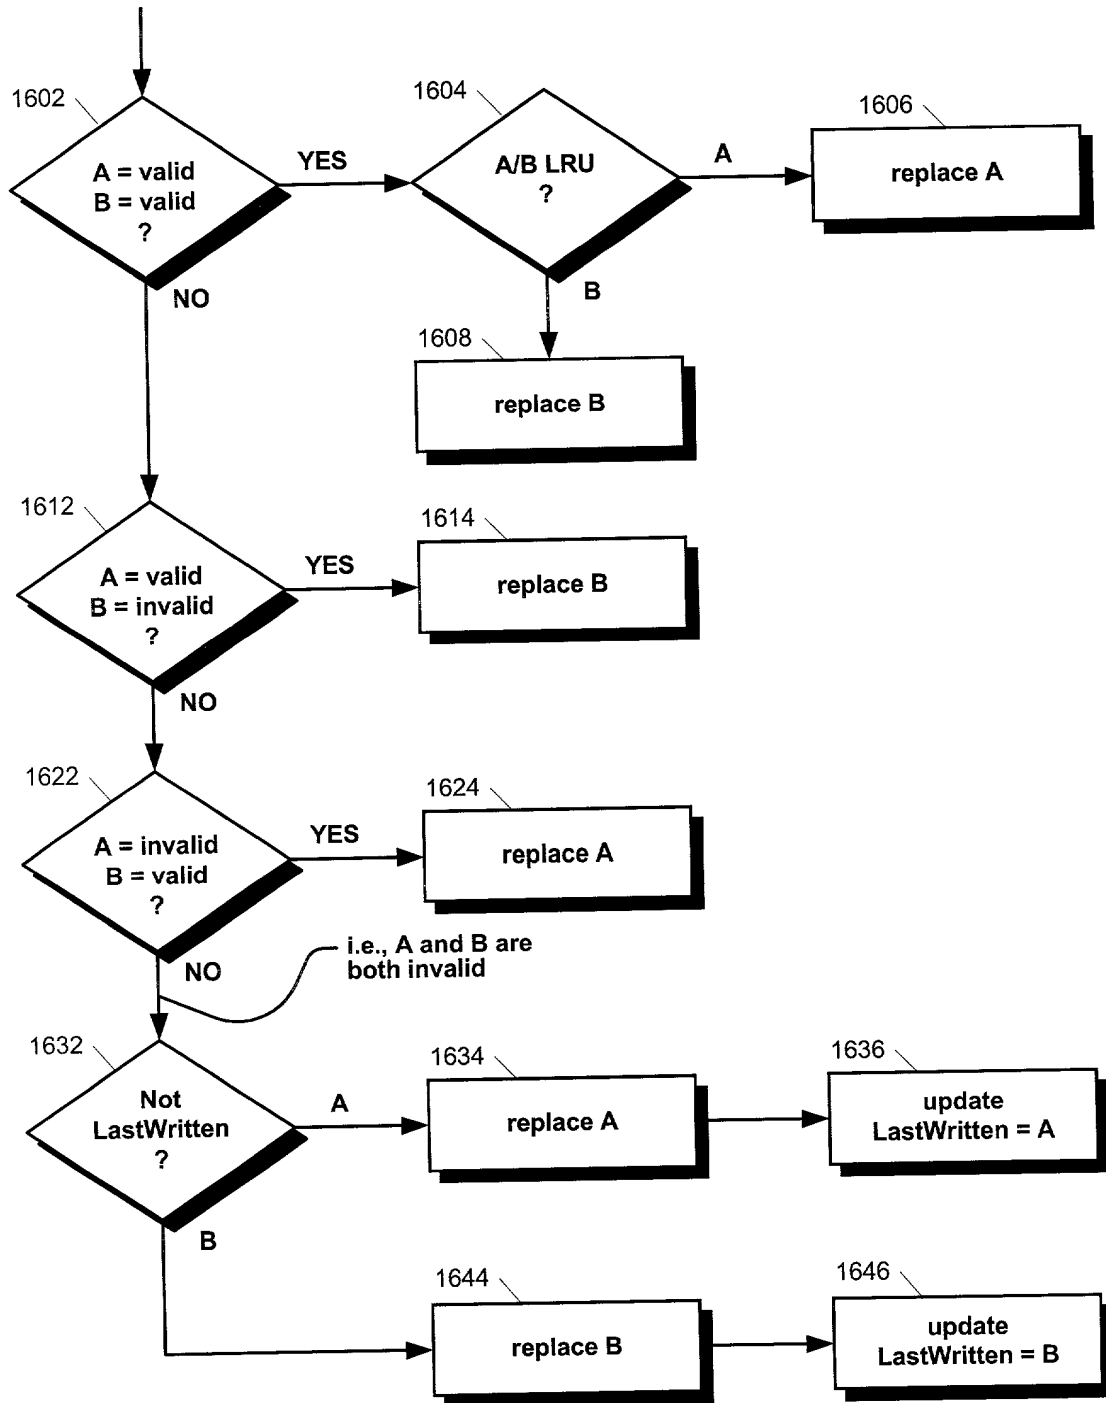 1602
A = valid
B = valid
?
YES
NO
1604
A/B LRU
?
A
B
1606
replace A
1608
replace B
1612
A = valid
B = invalid
?
YES
NO
1614
replace B
1622
A = invalid
B = valid
?
YES
NO
1624
replace A
i.e., A and B are
both invalid
1632
Not
LastWritten
?
A
B
1634
replace A
1636
update
LastWritten = A
1644
replace B
1646
update
LastWritten = B